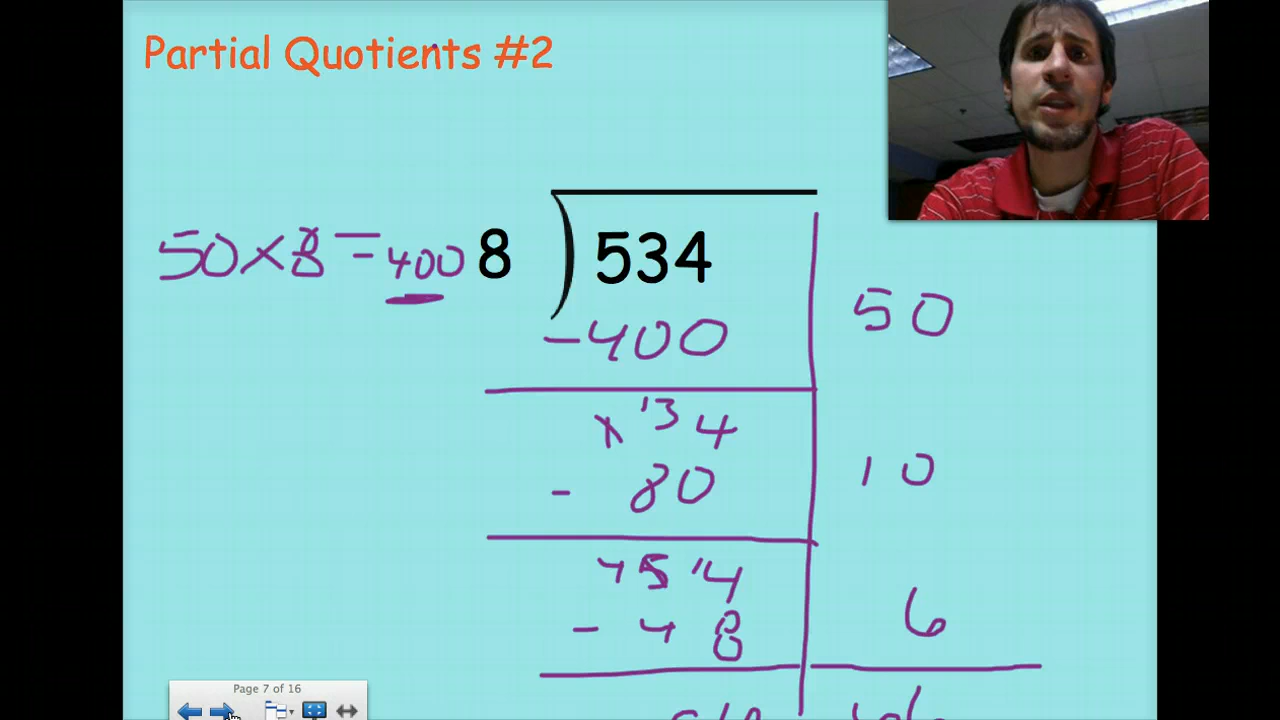 Partial Quotients #2
50 x 8 = 400 8 ) 534
-400 50
134
- 80 10
54
- 48 6
Page 7 of 16